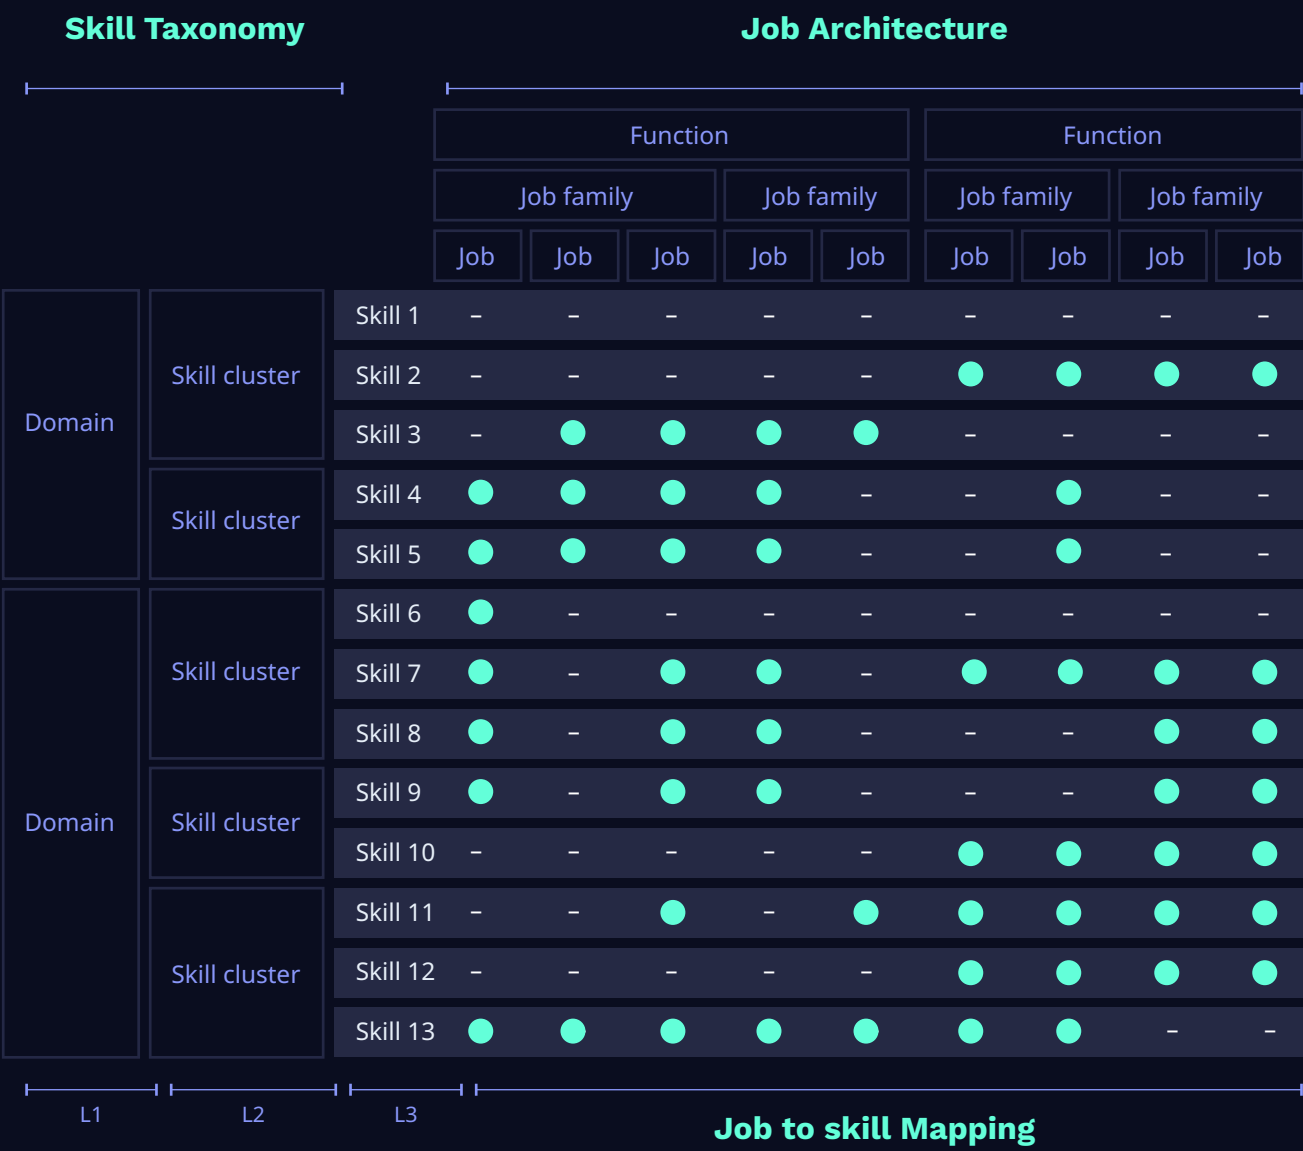 Skill Taxonomy
Job Architecture
Function Function
Job family Job family Job family Job family
Job Job Job Job Job Job Job Job Job
Skill 1 – – – – – – – – –
Skill cluster
Skill 2 – – – – –
Domain
Skill 3 – – – – –
Skill 4 – – – –
Skill cluster
Skill 5 – – – –
Skill 6 – – – – – – – –
Skill cluster
Skill 7 – –
Skill 8 – – – –
Skill 9 – – – –
Domain
Skill cluster
Skill 10 – – – – –
Skill 11 – – –
Skill cluster
Skill 12 – – – – –
Skill 13 – –
L1 L2 L3
Job to skill Mapping